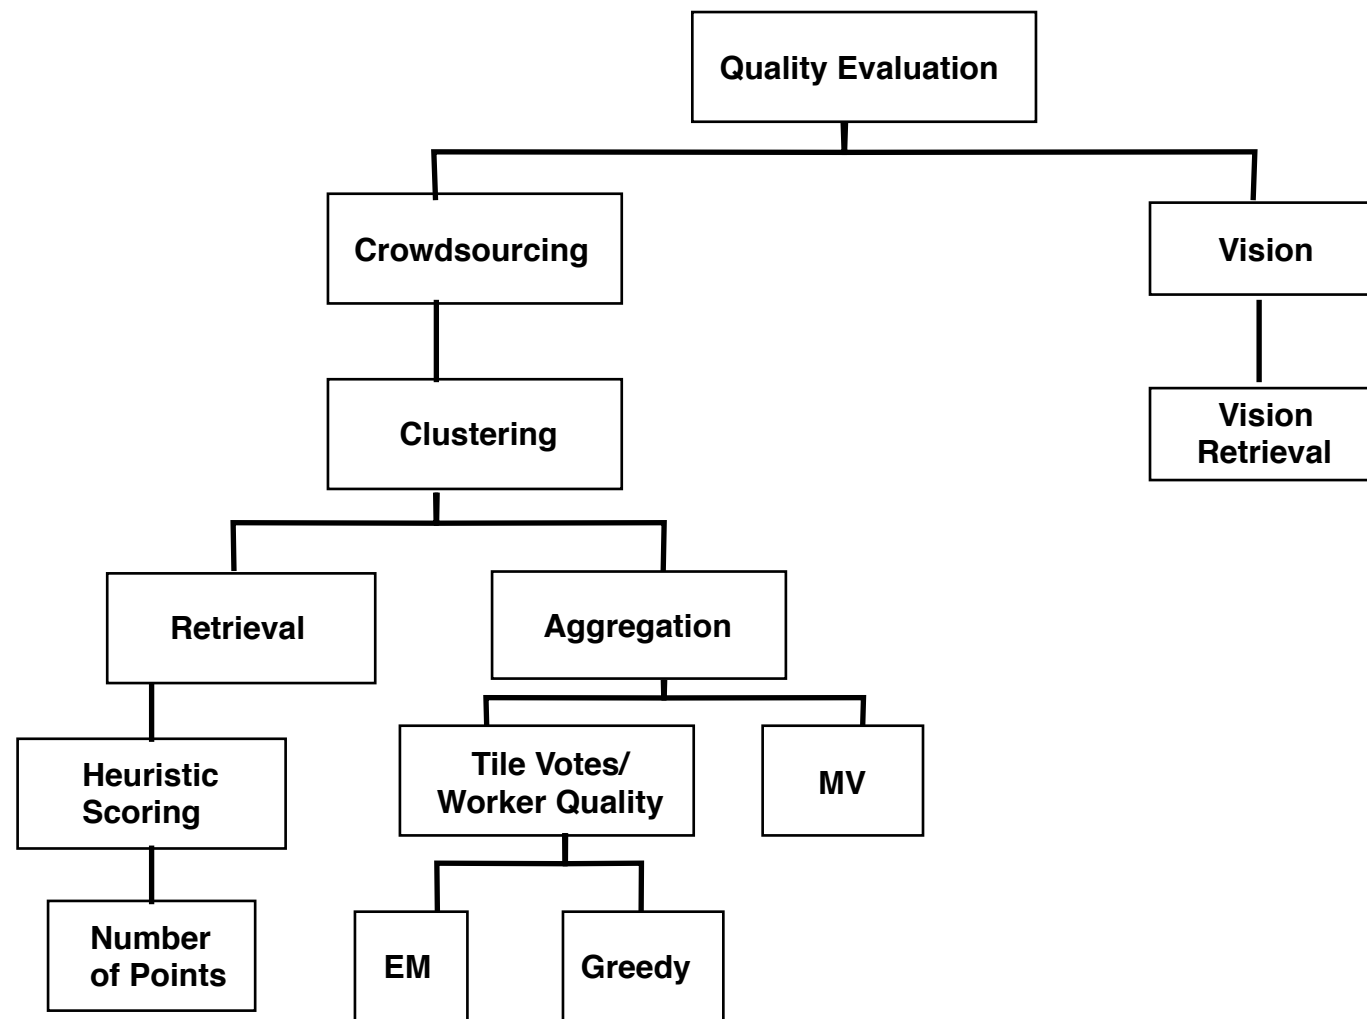 Quality Evaluation
Crowdsourcing
Vision
Clustering
Vision
Retrieval
Retrieval
Aggregation
Heuristic
Scoring
Tile Votes/
Worker Quality
MV
Number
of Points
EM
Greedy